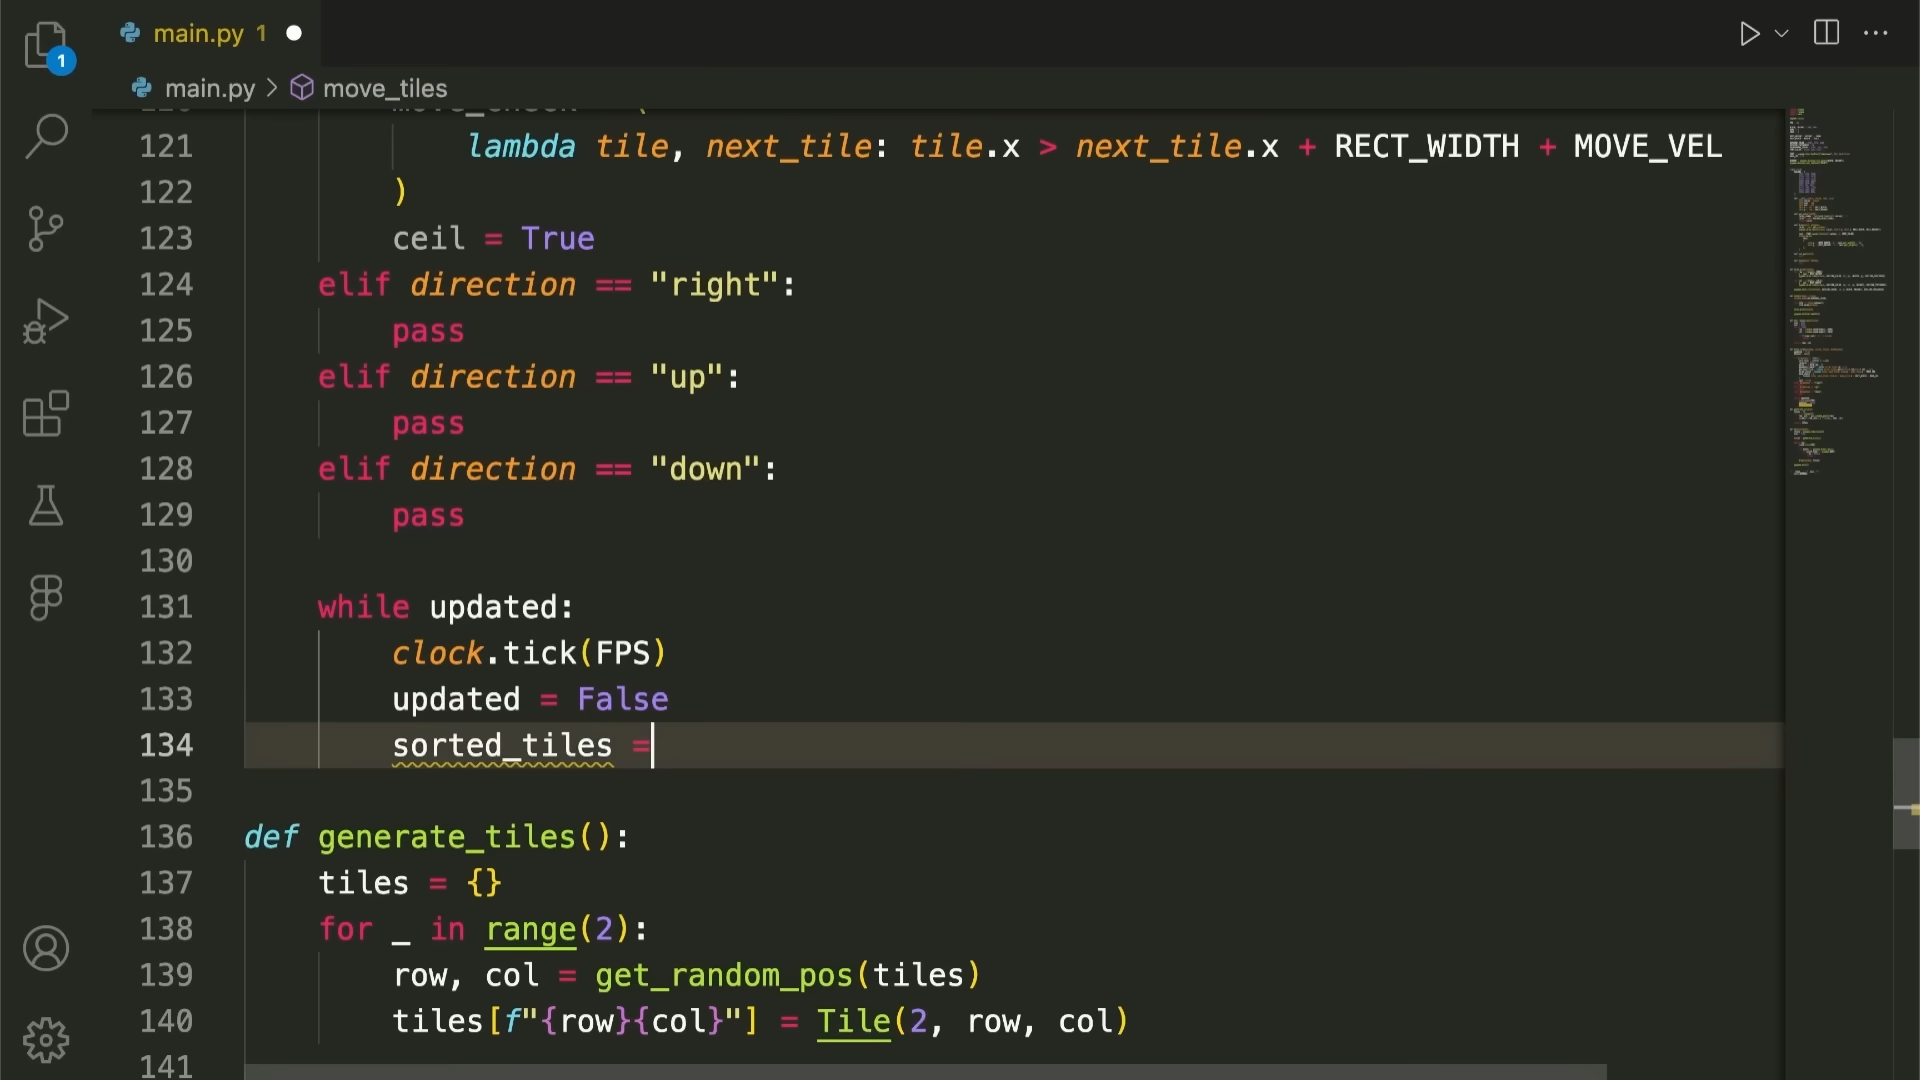 1
main.py 1
main.py > move_tiles
121 lambda tile, next_tile: tile.x > next_tile.x + RECT_WIDTH + MOVE_VEL
122 )
123 ceil = True
124 elif direction == "right":
125 pass
126 elif direction == "up":
127 pass
128 elif direction == "down":
129 pass
130
131 while updated:
132 clock.tick(FPS)
133 updated = False
134 sorted_tiles =
135
136 def generate_tiles():
137 tiles = {}
138 for _ in range(2):
139 row, col = get_random_pos(tiles)
140 tiles[f"{row}{col}"] = Tile(2, row, col)
141